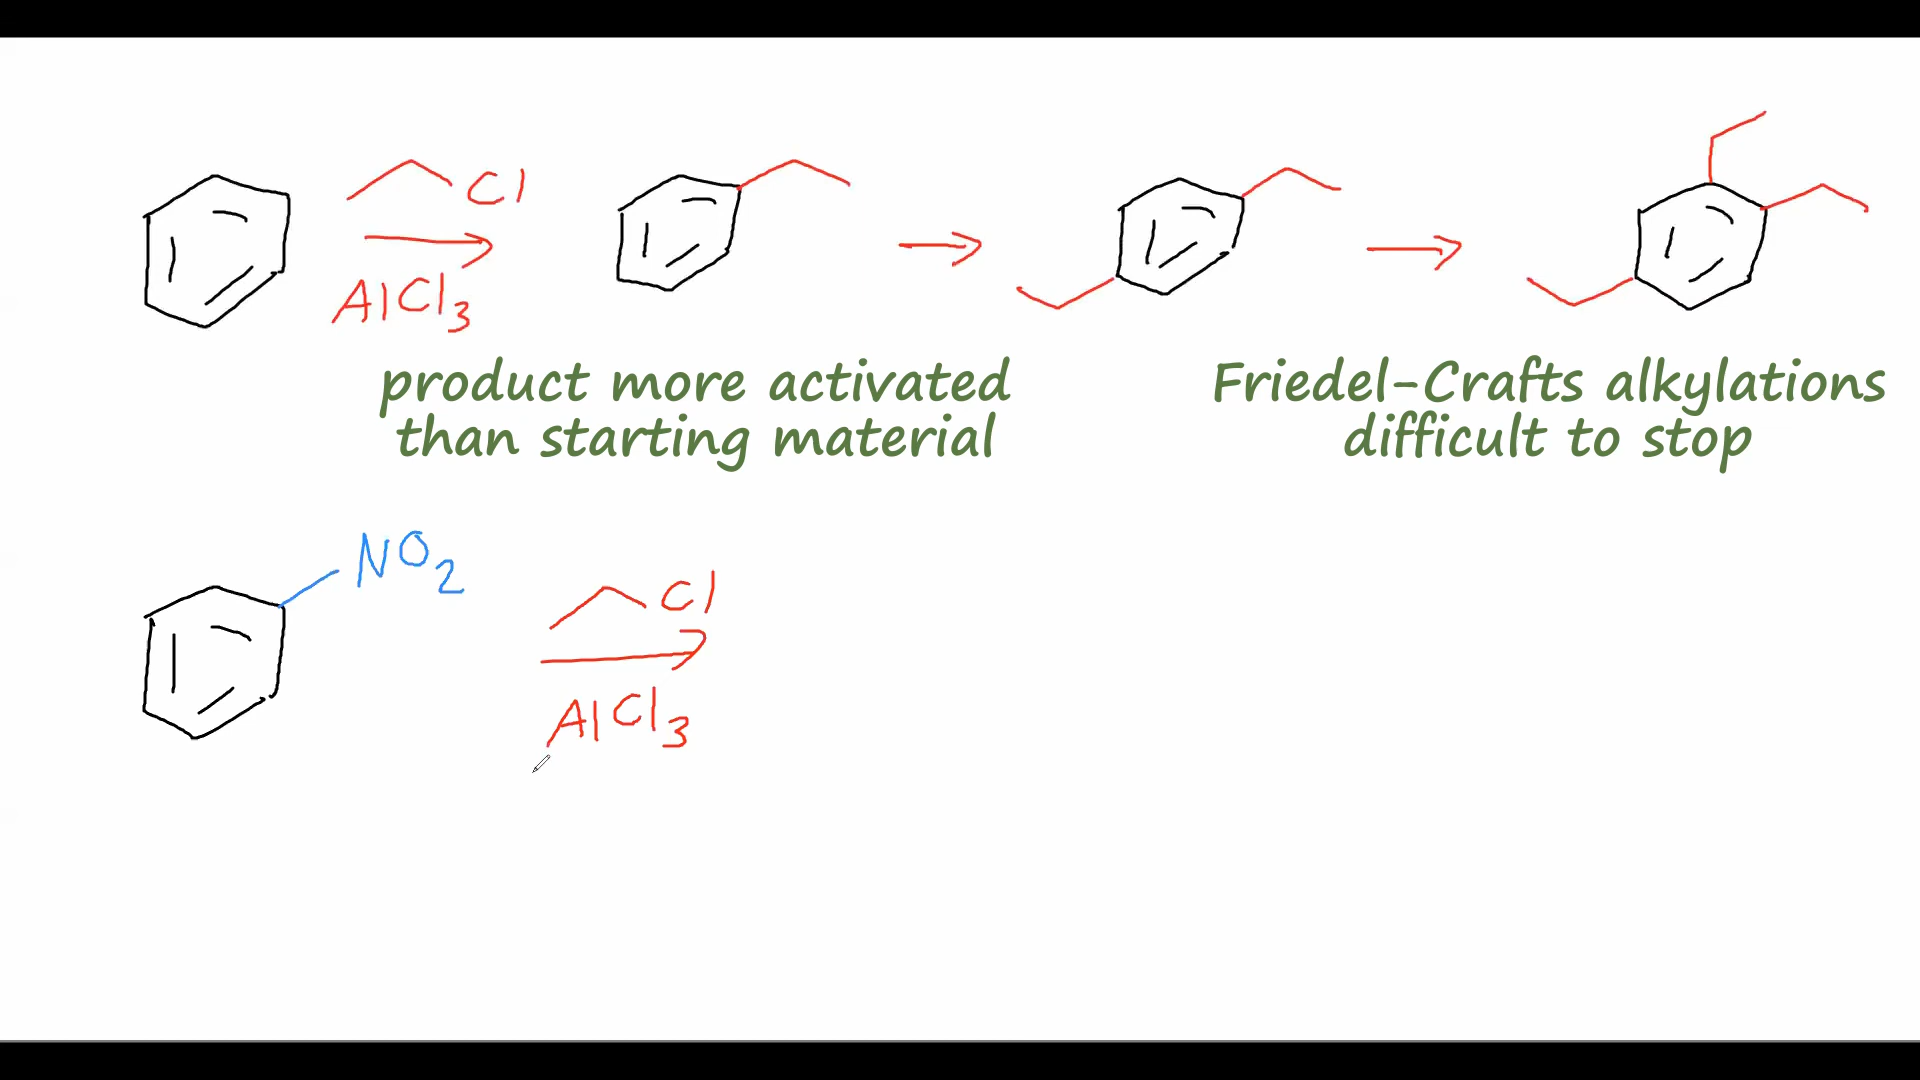 Cl
AlCl3
product more activated
than starting material
Friedel-Crafts alkylations
difficult to stop
NO2
Cl
AlCl3